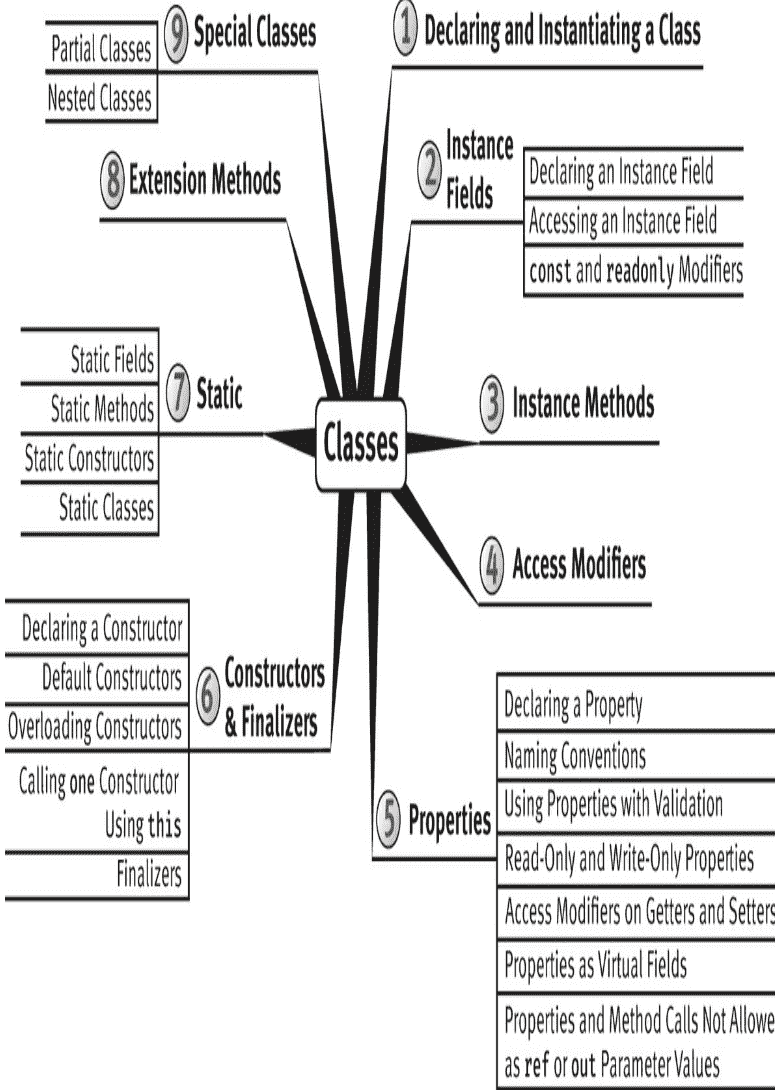 9 Special Classes
Partial Classes
Nested Classes
1 Declaring and Instantiating a Class
2 Instance
Fields
Declaring an Instance Field
Accessing an Instance Field
const and readonly Modifiers
8 Extension Methods
7 Static
Static Fields
Static Methods
Static Constructors
Static Classes
Classes
3 Instance Methods
4 Access Modifiers
6 Constructors
& Finalizers
Declaring a Constructor
Default Constructors
Overloading Constructors
Calling one Constructor
Using this
Finalizers
5 Properties
Declaring a Property
Naming Conventions
Using Properties with Validation
Read-Only and Write-Only Properties
Access Modifiers on Getters and Setters
Properties as Virtual Fields
Properties and Method Calls Not Allowe
as ref or out Parameter Values